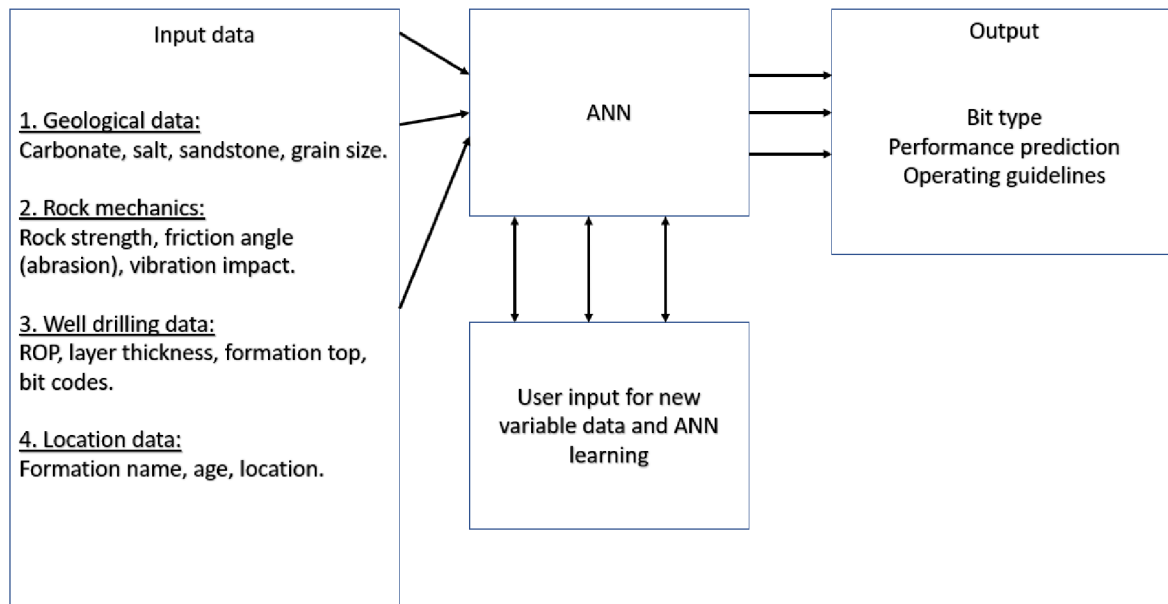 Input data
1. Geological data:
Carbonate, salt, sandstone, grain size.
2. Rock mechanics:
Rock strength, friction angle
(abrasion), vibration impact.
3. Well drilling data:
ROP, layer thickness, formation top,
bit codes.
4. Location data:
Formation name, age, location.
ANN
User input for new
variable data and ANN
learning
Output
Bit type
Performance prediction
Operating guidelines